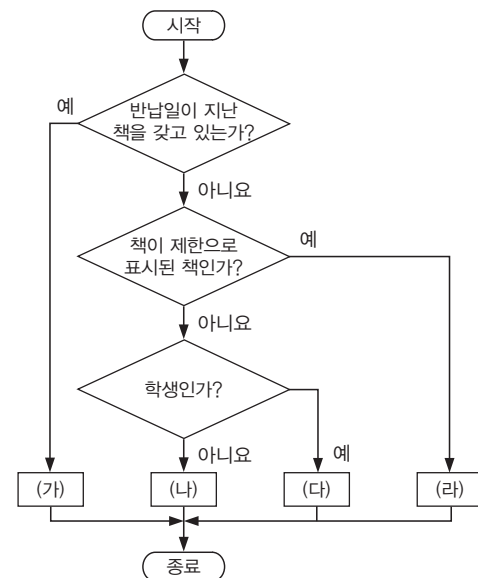 시작
예
반납일이 지난
책을 갖고 있는가?
아니요
책이 제한으로
표시된 책인가?
예
아니요
학생인가?
아니요
예
(가)
(나)
(다)
(라)
종료